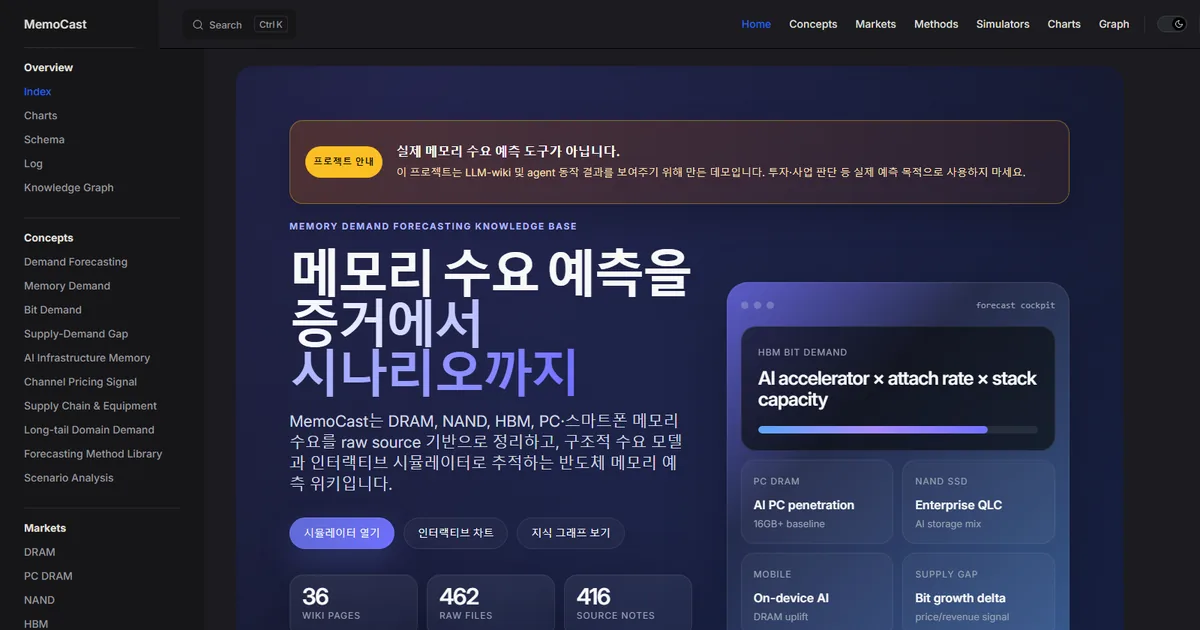 MemoCast
Search Ctrl K
Home Concepts Markets Methods Simulators Charts Graph
Overview
Index
Charts
Schema
Log
Knowledge Graph
Concepts
Demand Forecasting
Memory Demand
Bit Demand
Supply-Demand Gap
AI Infrastructure Memory
Channel Pricing Signal
Supply Chain & Equipment
Long-tail Domain Demand
Forecasting Method Library
Scenario Analysis
Markets
DRAM
PC DRAM
NAND
HBM
프로젝트 안내
실제 메모리 수요 예측 도구가 아닙니다.
이 프로젝트는 LLM-wiki 및 agent 동작 결과를 보여주기 위해 만든 데모입니다. 투자·사업 판단 등 실제 예측 목적으로 사용하지 마세요.
MEMORY DEMAND FORECASTING KNOWLEDGE BASE
메모리 수요 예측을
증거에서
시나리오까지
MemoCast는 DRAM, NAND, HBM, PC·스마트폰 메모리
수요를 raw source 기반으로 정리하고, 구조적 수요 모델
과 인터랙티브 시뮬레이터로 추적하는 반도체 메모리 예
측 위키입니다.
시뮬레이터 열기
인터랙티브 차트
지식 그래프 보기
36
WIKI PAGES
462
RAW FILES
416
SOURCE NOTES
forecast cockpit
HBM BIT DEMAND
AI accelerator × attach rate × stack
capacity
PC DRAM
AI PC penetration
16GB+ baseline
NAND SSD
Enterprise QLC
AI storage mix
MOBILE
On-device AI
DRAM uplift
SUPPLY GAP
Bit growth delta
price/revenue signal